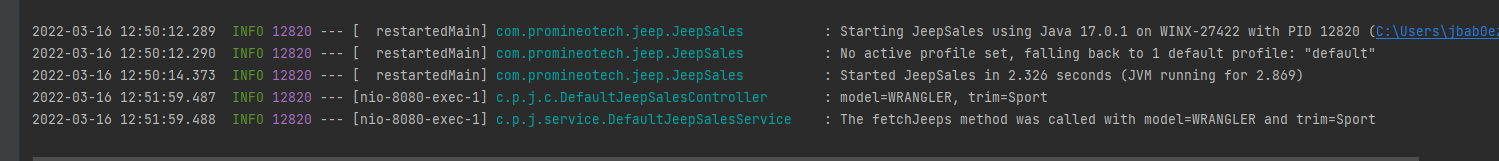 2022-03-16 12:50:12.289  INFO 12820 --- [  restartedMain] com.promineotech.jeep.JeepSales          : Starting JeepSales using Java 17.0.1 on WINX-27422 with PID 12820 (C:\Users\jbab0ez
2022-03-16 12:50:12.290  INFO 12820 --- [  restartedMain] com.promineotech.jeep.JeepSales          : No active profile set, falling back to 1 default profile: "default"
2022-03-16 12:50:14.373  INFO 12820 --- [  restartedMain] com.promineotech.jeep.JeepSales          : Started JeepSales in 2.326 seconds (JVM running for 2.869)
2022-03-16 12:51:59.487  INFO 12820 --- [nio-8080-exec-1] c.p.j.c.DefaultJeepSalesController       : model=WRANGLER, trim=Sport
2022-03-16 12:51:59.488  INFO 12820 --- [nio-8080-exec-1] c.p.j.service.DefaultJeepSalesService    : The fetchJeeps method was called with model=WRANGLER and trim=Sport